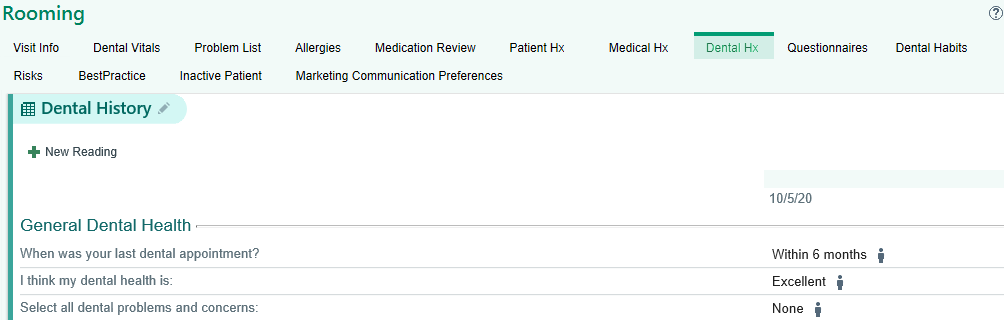 Rooming
?
Visit Info Dental Vitals Problem List Allergies Medication Review Patient Hx Medical Hx Dental Hx Questionnaires Dental Habits
Risks BestPractice Inactive Patient Marketing Communication Preferences
Dental History
New Reading
10/5/20
General Dental Health
When was your last dental appointment? Within 6 months
I think my dental health is: Excellent
Select all dental problems and concerns: None